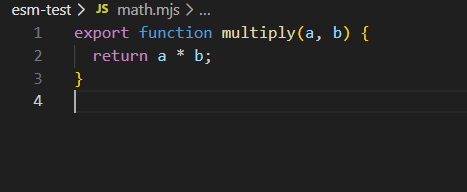 esm-test > JS math.mjs > ...
1 export function multiply(a, b) {
2   return a * b;
3 }
4